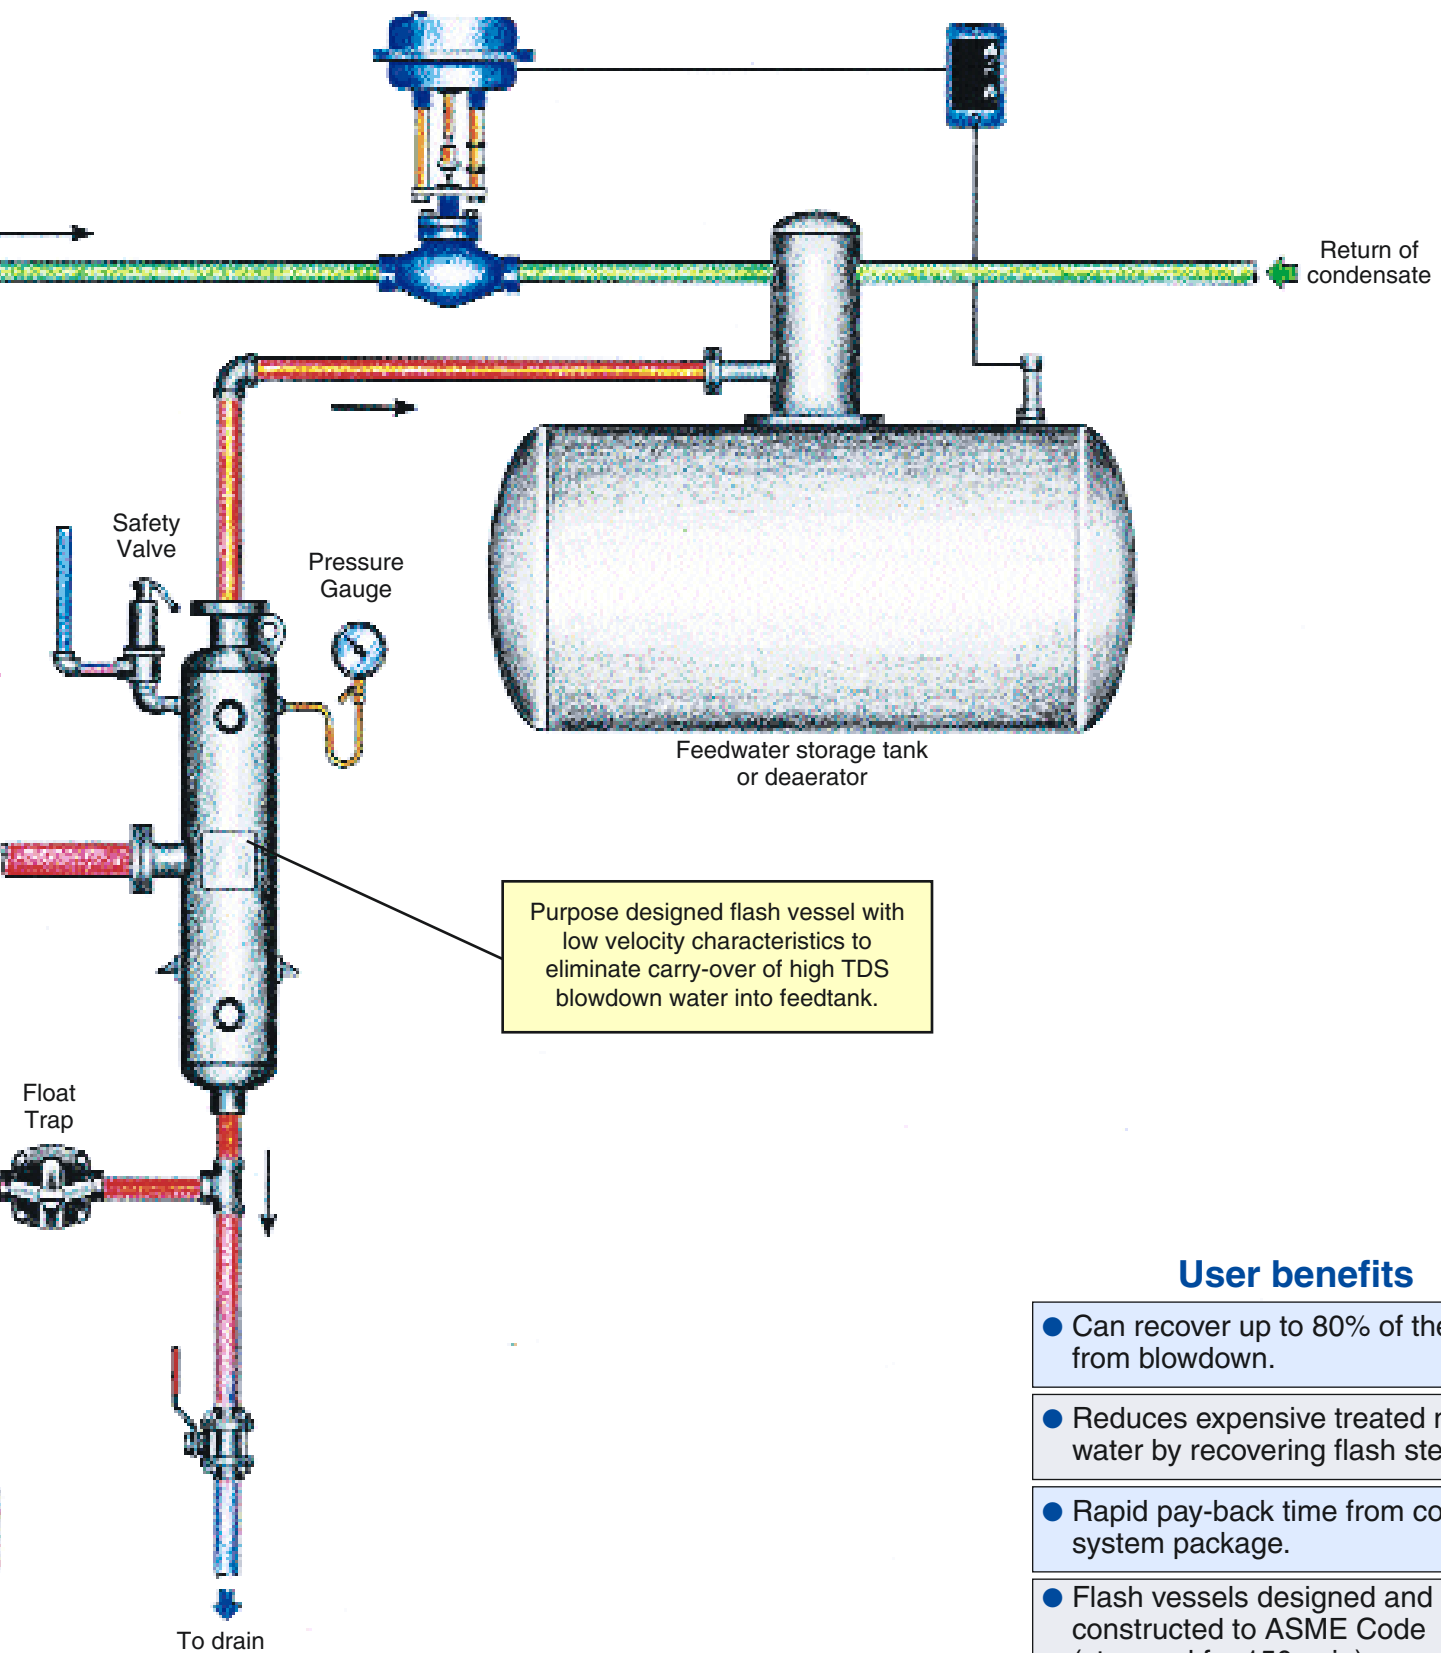 Return of
condensate
Safety
Valve
Pressure
Gauge
Feedwater storage tank
or deaerator
Purpose designed flash vessel with
low velocity characteristics to
eliminate carry-over of high TDS
blowdown water into feedtank.
Float
Trap
To drain
User benefits
● Can recover up to 80% of the
from blowdown.
● Reduces expensive treated
water by recovering flash
● Rapid pay-back time from
system package.
● Flash vessels designed and
constructed to ASME Code